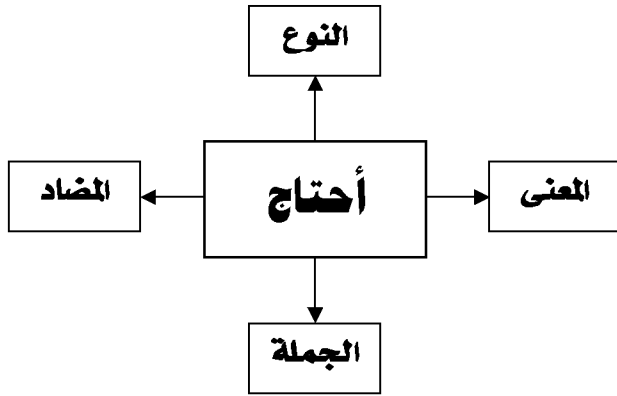 النوع
المعنى
أحتاج
المضاد
الجملة